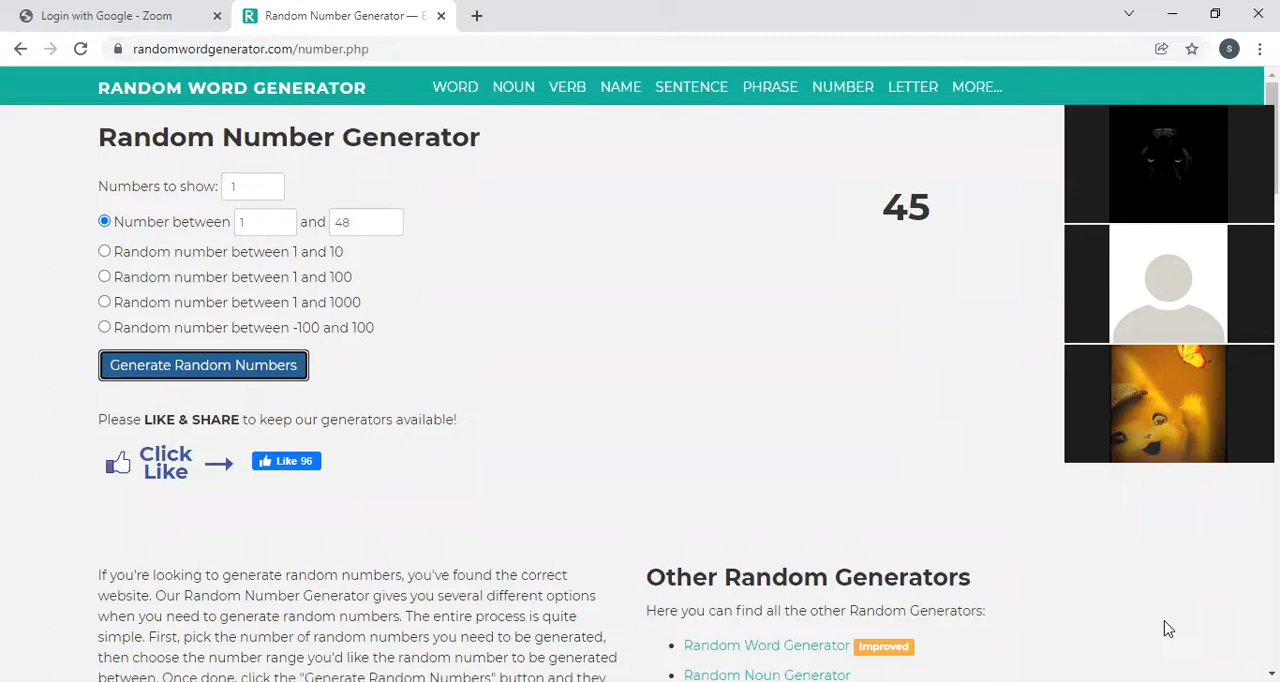 Login with Google - Zoom
Random Number Generator —
randomwordgenerator.com/number.php
S
RANDOM WORD GENERATOR WORD NOUN VERB NAME SENTENCE PHRASE NUMBER LETTER MORE...
Random Number Generator
Numbers to show: 1
45
Number between 1 and 48
Random number between 1 and 10
Random number between 1 and 100
Random number between 1 and 1000
Random number between -100 and 100
Generate Random Numbers
Please LIKE & SHARE to keep our generators available!
Click
Like
Like 96
If you're looking to generate random numbers, you've found the correct
website. Our Random Number Generator gives you several different options
when you need to generate random numbers. The entire process is quite
simple. First, pick the number of random numbers you need to be generated,
then choose the number range you'd like the random number to be generated
between. Once done, click the "Generate Random Numbers" button and they
Other Random Generators
Here you can find all the other Random Generators:
Random Word Generator Improved
Random Noun Generator